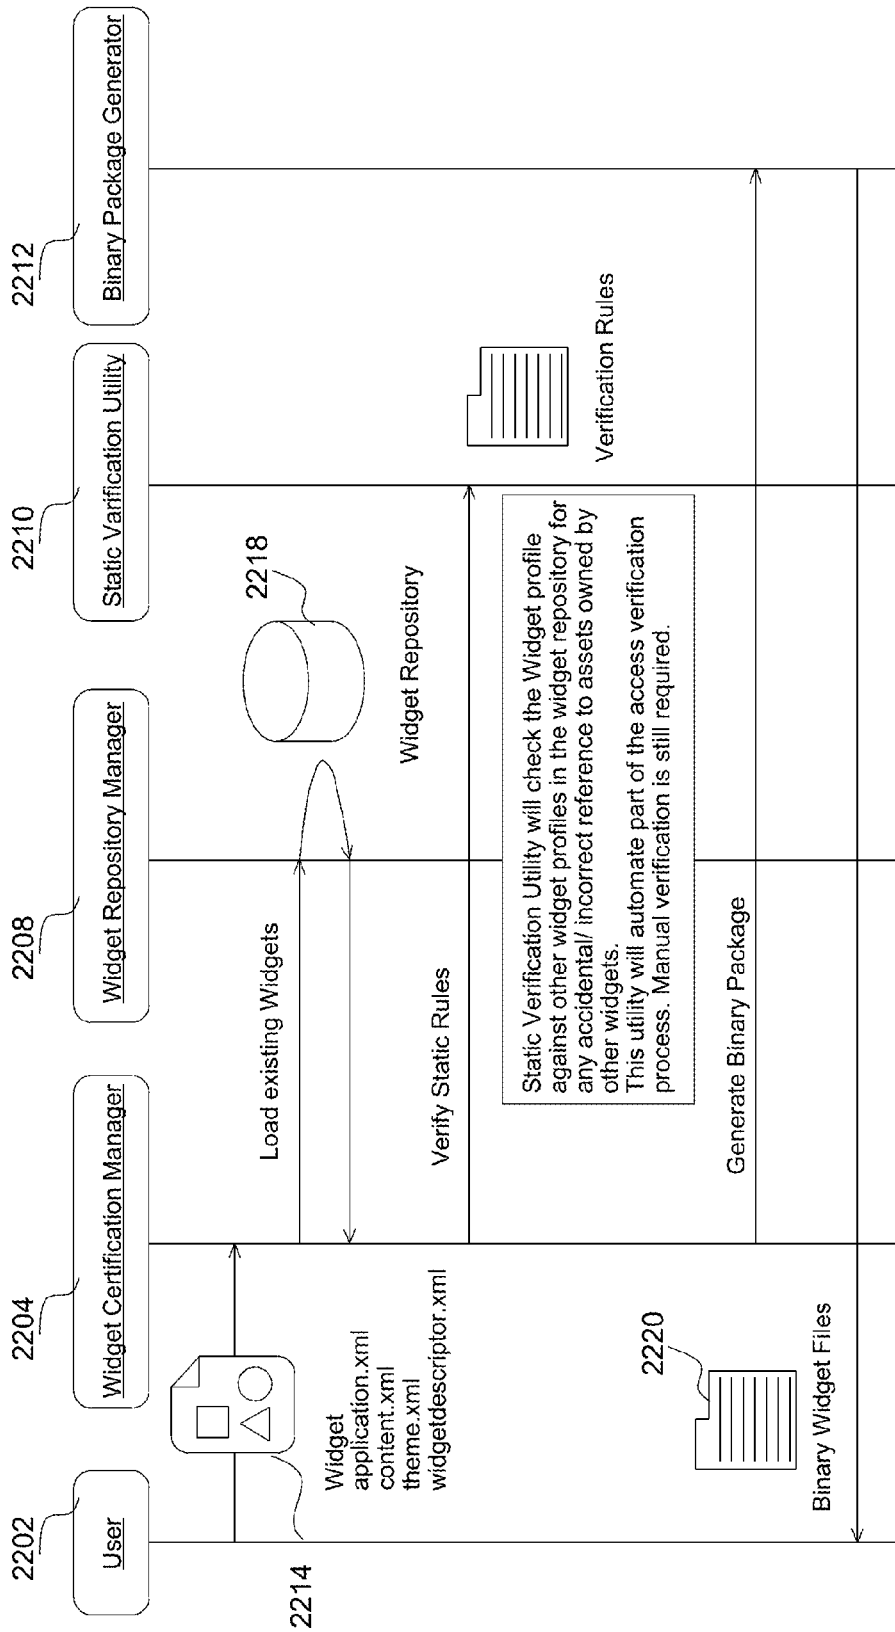 2202
2204
2208
2210
2212
User
Widget Certification Manager
Widget Repository Manager
Static Varification Utility
Binary Package Generator
2214
Widget
application.xml
content.xml
theme.xml
widgetdescriptor.xml
Load existing Widgets
2218
Widget Repository
Verify Static Rules
Verification Rules
Static Verification Utility will check the Widget profile
against other widget profiles in the widget repository for
any accidental/ incorrect reference to assets owned by
other widgets.
This utility will automate part of the access verification
process. Manual verification is still required.
2220
Generate Binary Package
Binary Widget Files